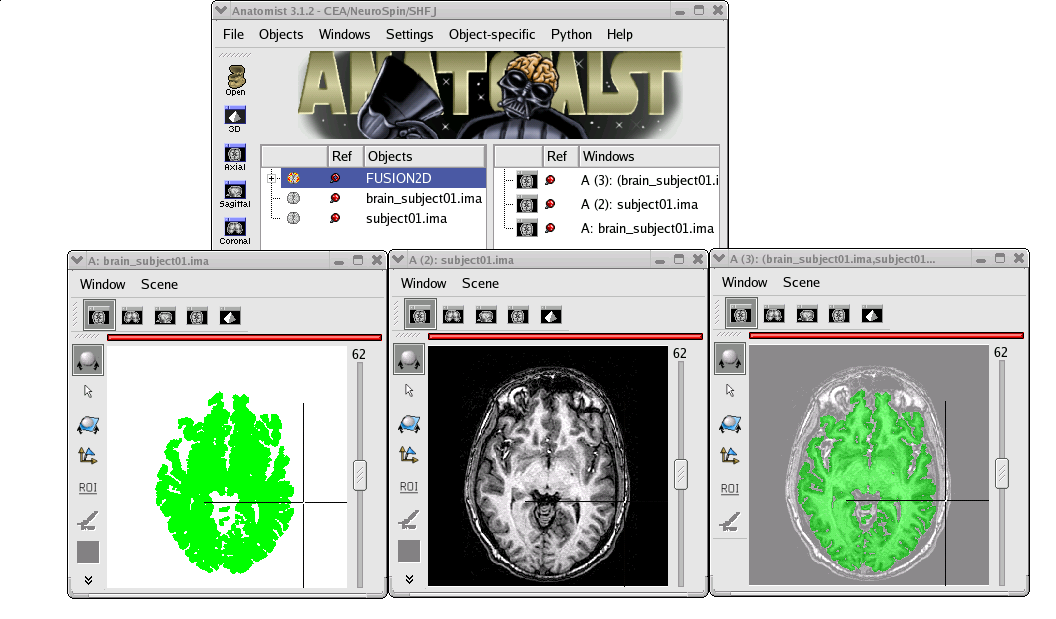 Anatomist 3.1.2 - CEA/NeuroSpin/SHFJ
File Objects Windows Settings Object-specific Python Help
ANATOMIST
Open
3D
Axial
Sagittal
Coronal
Ref Objects
FUSION2D
brain_subject01.ima
subject01.ima
Ref Windows
A (3): (brain_subject01.i
A (2): subject01.ima
A: brain_subject01.ima
A: brain_subject01.ima
Window Scene
62
ROI
A (2): subject01.ima
Window Scene
62
ROI
A (3): (brain_subject01.ima,subject01...
Window Scene
62
ROI